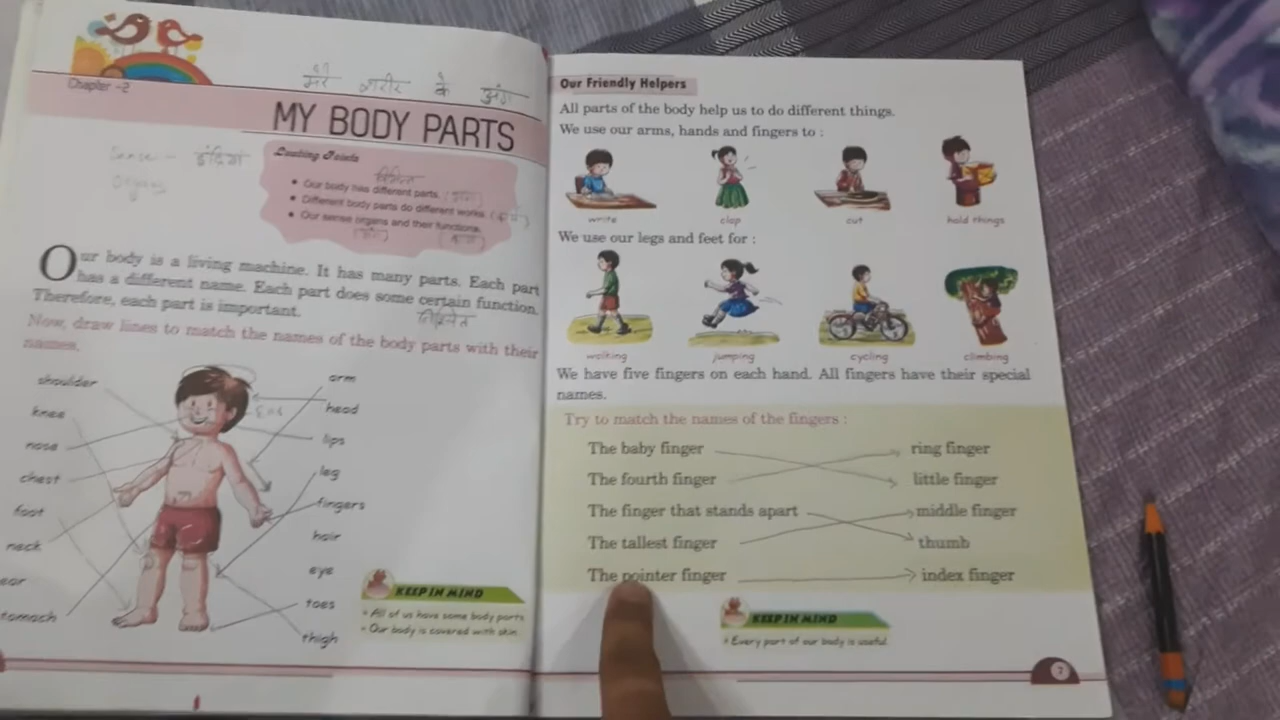 Chapter -2
मेरे शरीर के अंग
MY BODY PARTS
Sense - इंद्रियां
Organs
Leading Points
• Our body has different parts.
• Different body parts do different works.
• Our sense organs and their functions.
Our body is a living machine. It has many parts. Each part
has a different name. Each part does some certain function.
Therefore, each part is important.
निश्चित
Now, draw lines to match the names of the body parts with their
names.
shoulder
knee
nose
chest
foot
neck
ear
stomach
arm
head
lips
leg
fingers
hair
eye
toes
thigh
KEEP IN MIND
• All of us have some body parts
• Our body is covered with skin
Our Friendly Helpers
All parts of the body help us to do different things.
We use our arms, hands and fingers to :
write clap cut hold things
We use our legs and feet for :
walking jumping cycling climbing
We have five fingers on each hand. All fingers have their special
names.
Try to match the names of the fingers :
The baby finger ring finger
The fourth finger little finger
The finger that stands apart middle finger
The tallest finger thumb
The pointer finger index finger
KEEP IN MIND
• Every part of our body is useful.
7